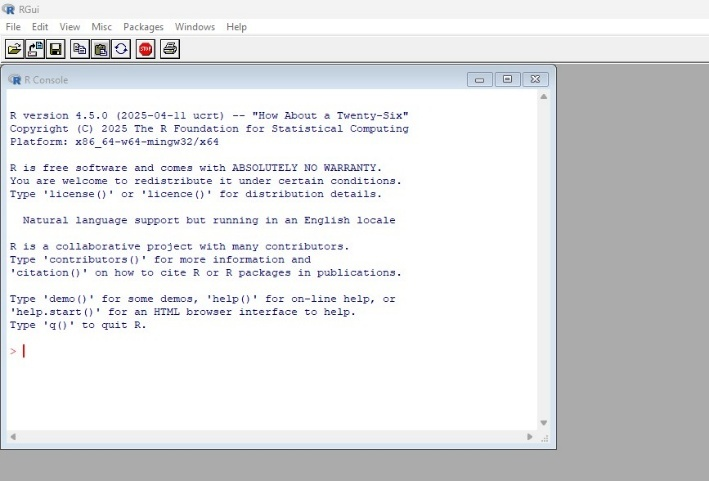 RGui
File Edit View Misc Packages Windows Help
STOP
R Console
R version 4.5.0 (2025-04-11 ucrt) -- "How About a Twenty-Six"
Copyright (C) 2025 The R Foundation for Statistical Computing
Platform: x86_64-w64-mingw32/x64
R is free software and comes with ABSOLUTELY NO WARRANTY.
You are welcome to redistribute it under certain conditions.
Type 'license()' or 'licence()' for distribution details.
Natural language support but running in an English locale
R is a collaborative project with many contributors.
Type 'contributors()' for more information and
'citation()' on how to cite R or R packages in publications.
Type 'demo()' for some demos, 'help()' for on-line help, or
'help.start()' for an HTML browser interface to help.
Type 'q()' to quit R.
>